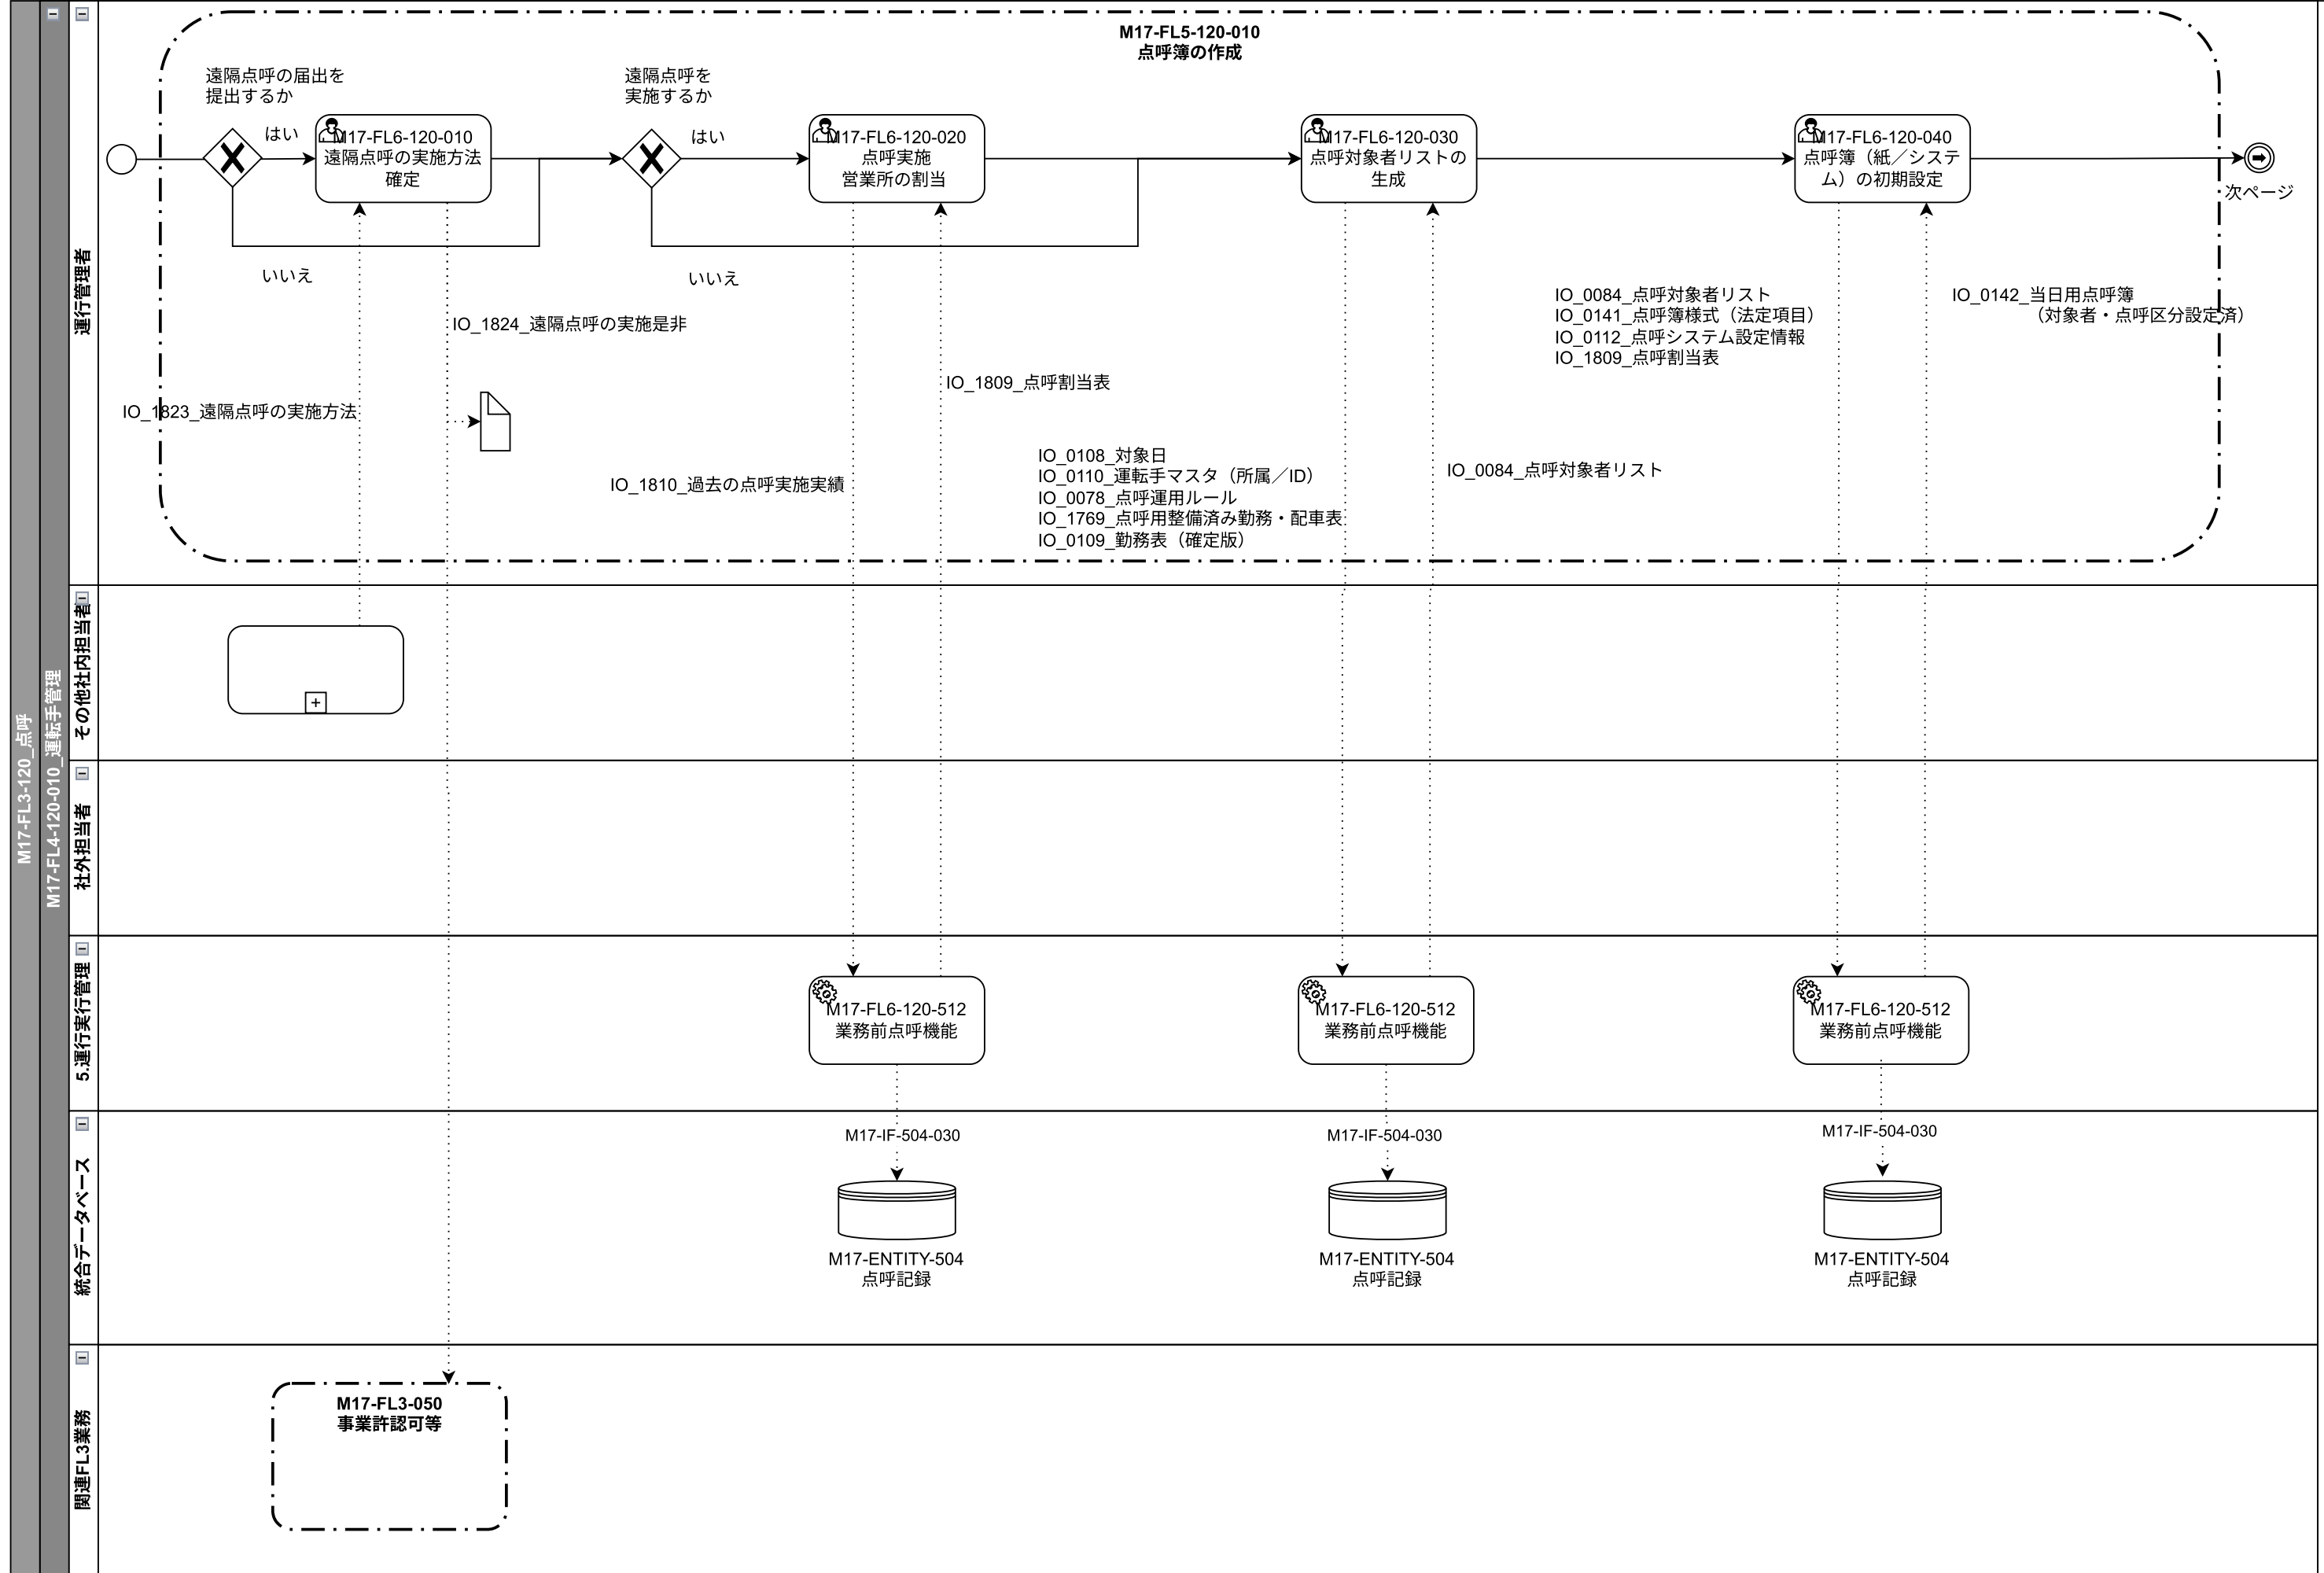 M17-FL3-120_点呼
M17-FL4-120-010_運転手管理
運行管理者
M17-FL5-120-010
点呼簿の作成
遠隔点呼の届出を
提出するか
はい
いいえ
M17-FL6-120-010
遠隔点呼の実施方法
確定
遠隔点呼を
実施するか
はい
いいえ
M17-FL6-120-020
点呼実施
営業所の割当
M17-FL6-120-030
点呼対象者リストの
生成
M17-FL6-120-040
点呼簿（紙／システ
ム）の初期設定
次ページ
IO_1823_遠隔点呼の実施方法
IO_1824_遠隔点呼の実施是非
IO_1810_過去の点呼実施実績
IO_1809_点呼割当表
IO_0108_対象日
IO_0110_運転手マスタ（所属／ID）
IO_0078_点呼運用ルール
IO_1769_点呼用整備済み勤務・配車表
IO_0109_勤務表（確定版）
IO_0084_点呼対象者リスト
IO_0084_点呼対象者リスト
IO_0141_点呼簿様式（法定項目）
IO_0112_点呼システム設定情報
IO_1809_点呼割当表
IO_0142_当日用点呼簿
（対象者・点呼区分設定済）
その他社内担当者
社外担当者
5.運行実行管理
M17-FL6-120-512
業務前点呼機能
M17-FL6-120-512
業務前点呼機能
M17-FL6-120-512
業務前点呼機能
統合データベース
M17-IF-504-030
M17-IF-504-030
M17-IF-504-030
M17-ENTITY-504
点呼記録
M17-ENTITY-504
点呼記録
M17-ENTITY-504
点呼記録
関連FL3業務
M17-FL3-050
事業許認可等